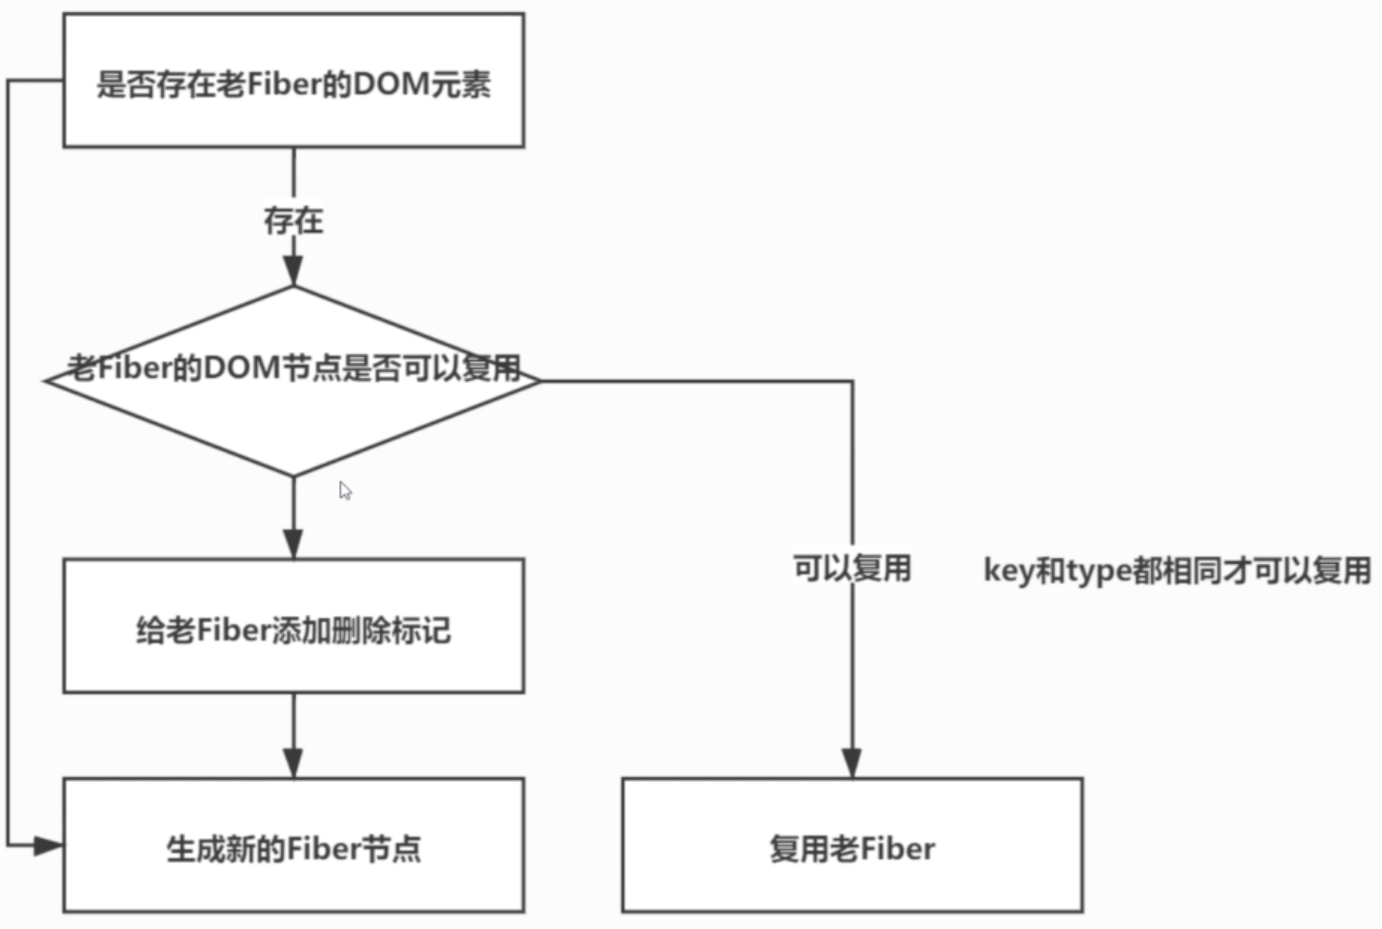 是否存在老Fiber的DOM元素
存在
老Fiber的DOM节点是否可以复用
可以复用
key和type都相同才可以复用
给老Fiber添加删除标记
生成新的Fiber节点
复用老Fiber